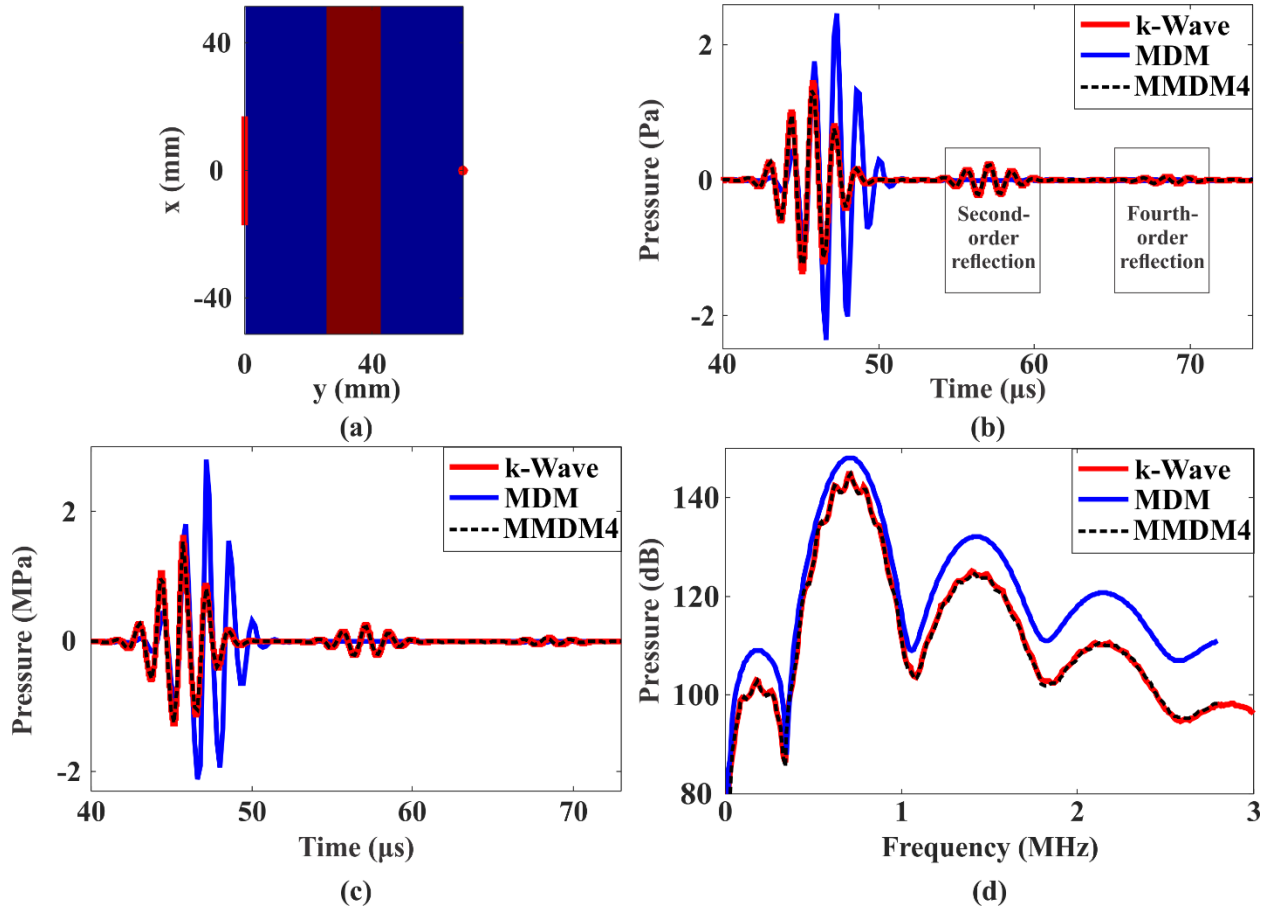 40
0
-40
x (mm)
0
40
y (mm)
(a)
k-Wave
MDM
MMDM4
2
0
-2
Pressure (Pa)
Second-
order
reflection
Fourth-
order
reflection
40
50
60
70
Time (μs)
(b)
k-Wave
MDM
MMDM4
2
0
-2
Pressure (MPa)
40
50
60
70
Time (μs)
(c)
k-Wave
MDM
MMDM4
140
120
100
80
Pressure (dB)
0
1
2
3
Frequency (MHz)
(d)